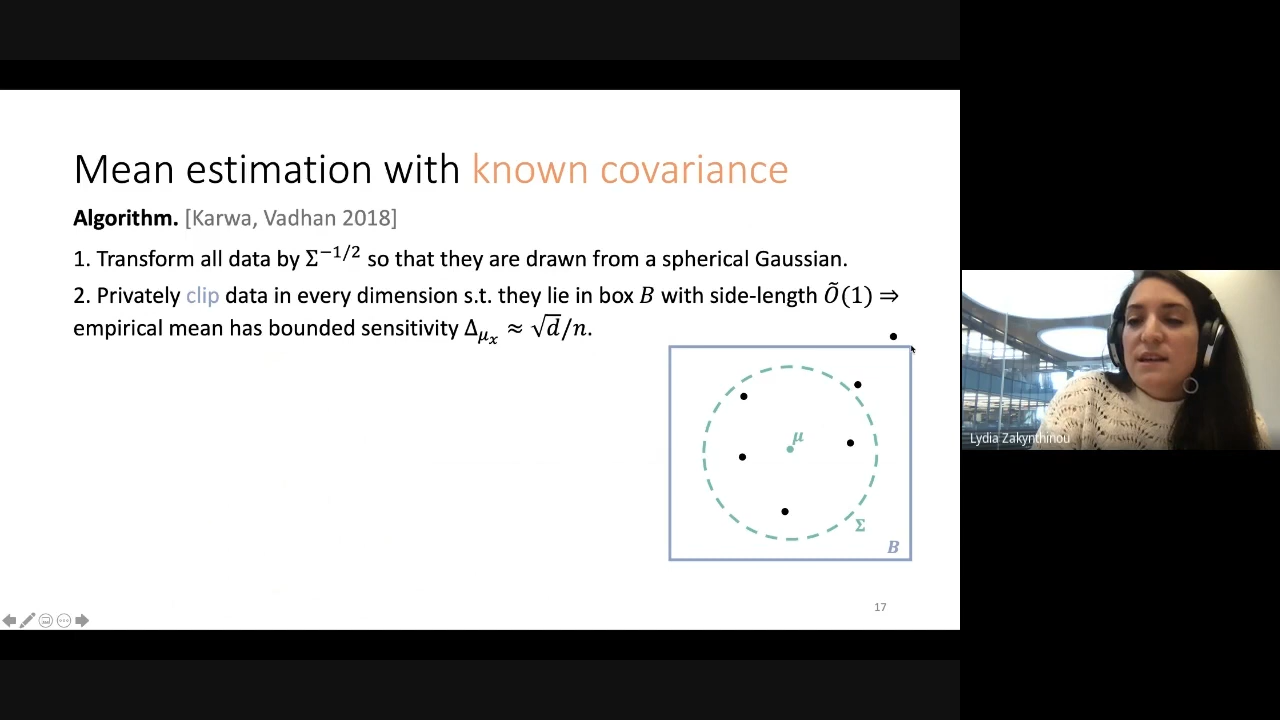 Mean estimation with known covariance
Algorithm. [Karwa, Vadhan 2018]
1. Transform all data by Σ⁻¹/² so that they are drawn from a spherical Gaussian.
2. Privately clip data in every dimension s.t. they lie in box B with side-length Õ(1) ⇒
empirical mean has bounded sensitivity Δ_μₓ ≈ √d/n.
μ
Σ
B
17
Lydia Zakynthinou